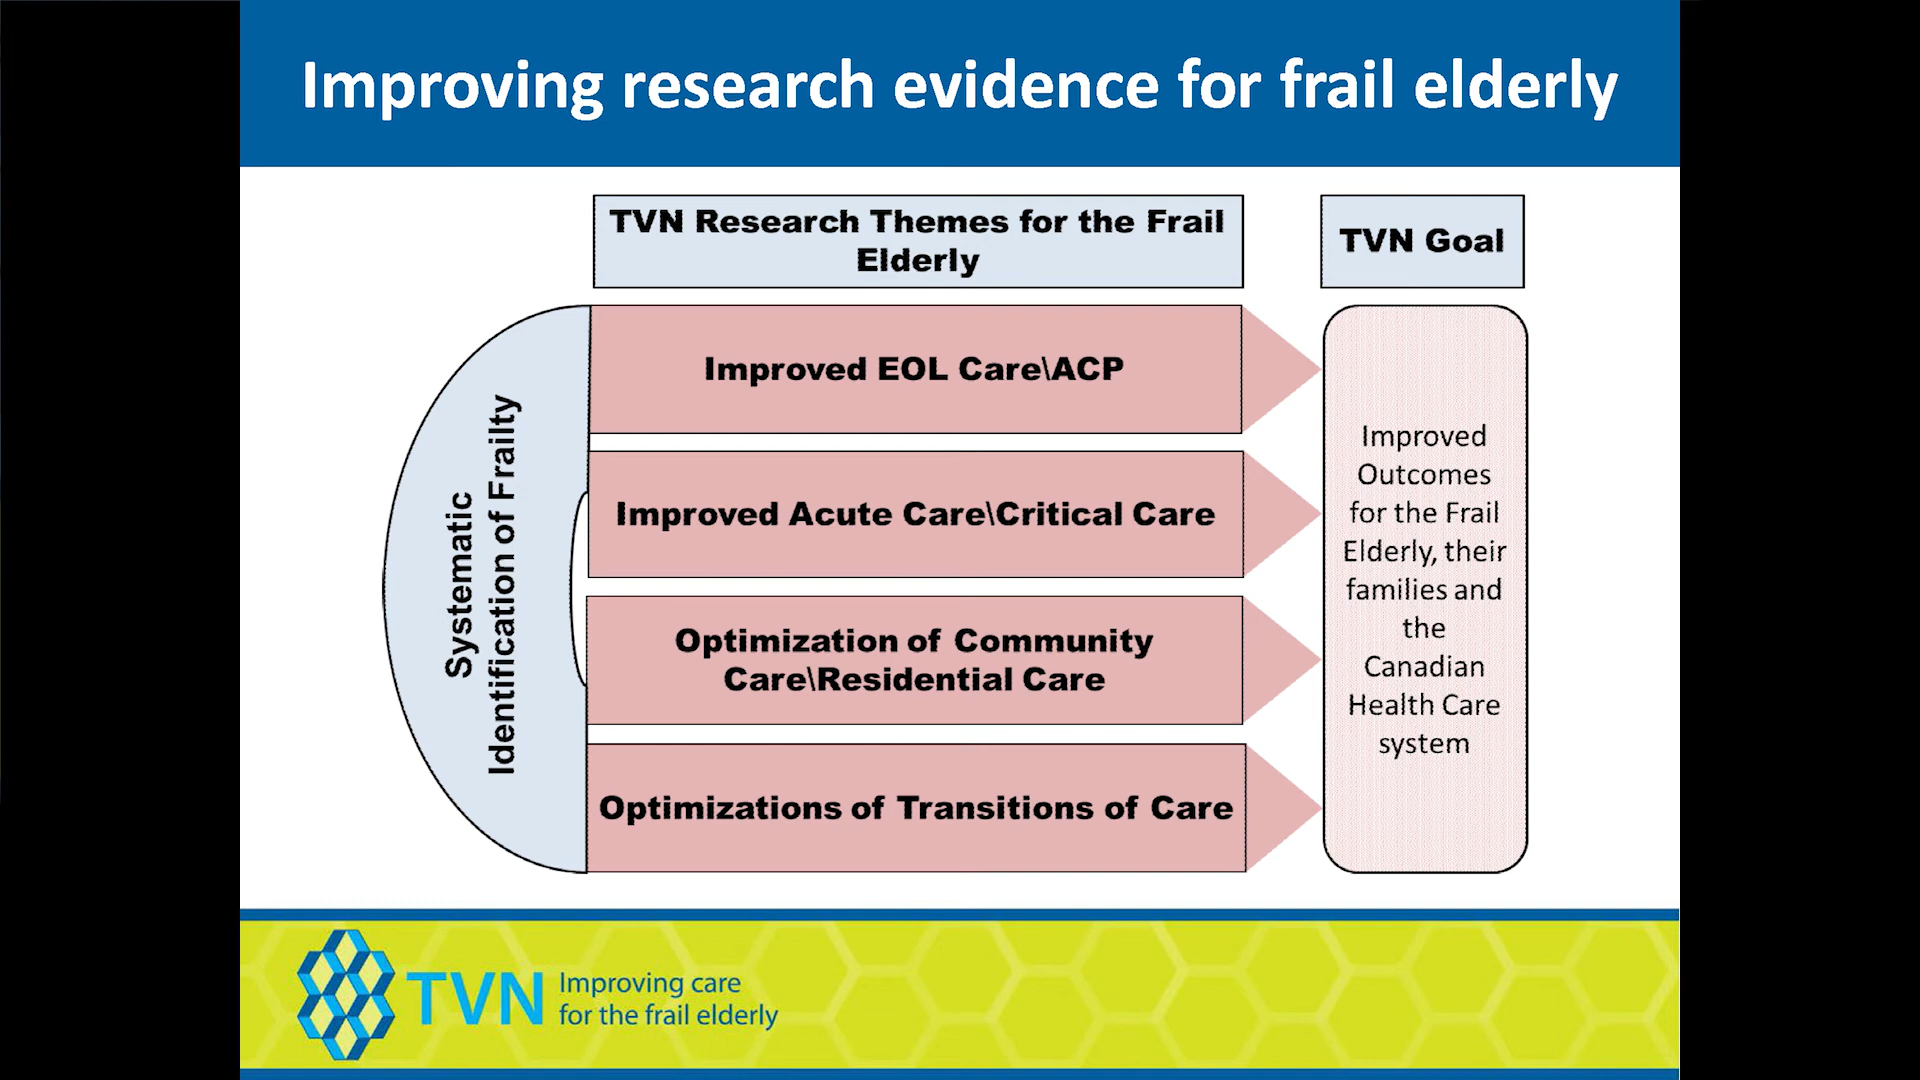 Improving research evidence for frail elderly
TVN Research Themes for the Frail
Elderly
TVN Goal
Systematic
Identification of Frailty
Improved EOL Care\ACP
Improved Acute Care\Critical Care
Optimization of Community
Care\Residential Care
Optimizations of Transitions of Care
Improved
Outcomes
for the Frail
Elderly, their
families and
the
Canadian
Health Care
system
TVN
Improving care
for the frail elderly